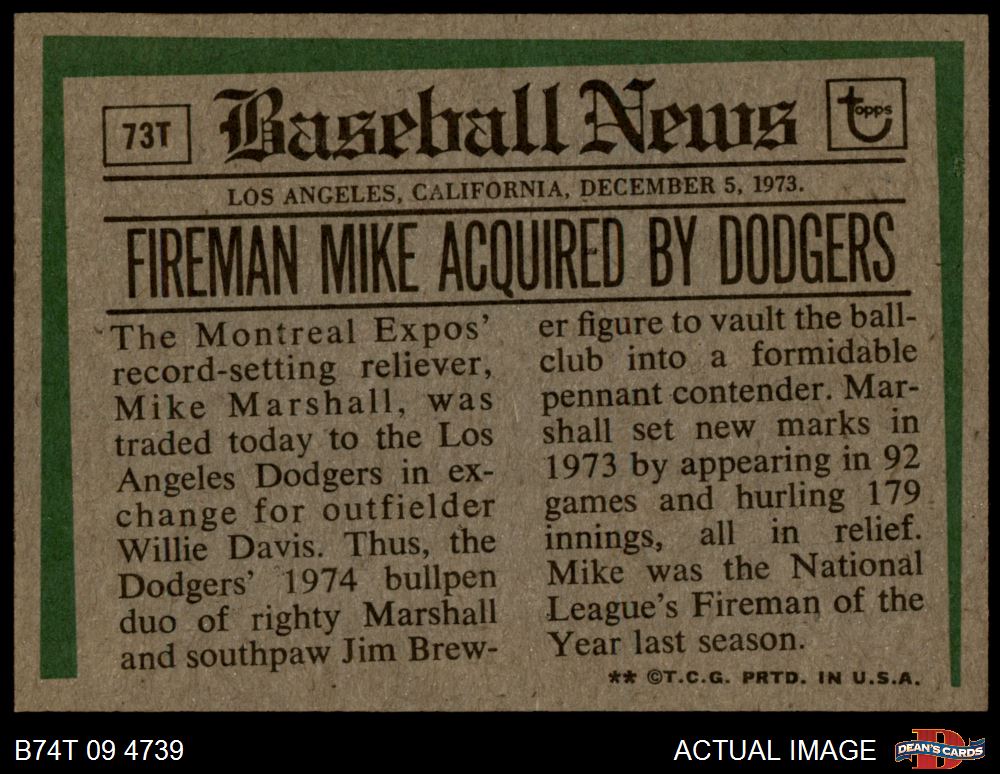 73T
Baseball News
topps
LOS ANGELES, CALIFORNIA, DECEMBER 5, 1973.
FIREMAN MIKE ACQUIRED BY DODGERS
The Montreal Expos'
record-setting reliever,
Mike Marshall, was
traded today to the Los
Angeles Dodgers in ex-
change for outfielder
Willie Davis. Thus, the
Dodgers' 1974 bullpen
duo of righty Marshall
and southpaw Jim Brew-
er figure to vault the ball-
club into a formidable
pennant contender. Mar-
shall set new marks in
1973 by appearing in 92
games and hurling 179
innings, all in relief.
Mike was the National
League's Fireman of the
Year last season.
** ©T.C.G. PRTD. IN U.S.A.
B74T 09 4739
ACTUAL IMAGE
D
DEAN'S CARDS